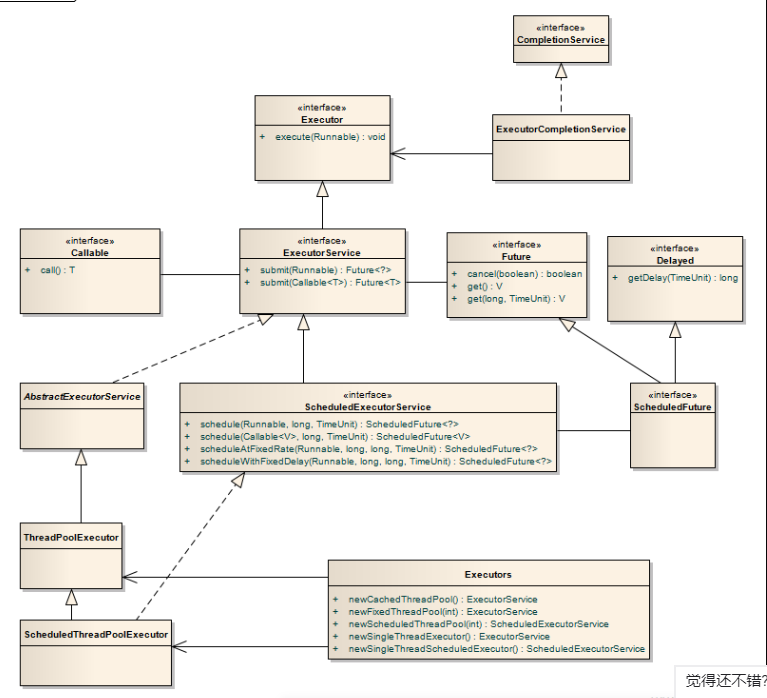 «interface»
CompletionService
«interface»
Executor
+ execute(Runnable) : void
ExecutorCompletionService
«interface»
Callable
+ call() : T
«interface»
ExecutorService
+ submit(Runnable) : Future<?>
+ submit(Callable<T>) : Future<T>
«interface»
Future
+ cancel(boolean) : boolean
+ get() : V
+ get(long, TimeUnit) : V
«interface»
Delayed
+ getDelay(TimeUnit) : long
AbstractExecutorService
«interface»
ScheduledExecutorService
+ schedule(Runnable, long, TimeUnit) : ScheduledFuture<?>
+ schedule(Callable<V>, long, TimeUnit) : ScheduledFuture<V>
+ scheduleAtFixedRate(Runnable, long, long, TimeUnit) : ScheduledFuture<?>
+ scheduleWithFixedDelay(Runnable, long, long, TimeUnit) : ScheduledFuture<?>
«interface»
ScheduledFuture
ThreadPoolExecutor
Executors
+ newCachedThreadPool() : ExecutorService
+ newFixedThreadPool(int) : ExecutorService
+ newScheduledThreadPool(int) : ScheduledExecutorService
+ newSingleThreadExecutor() : ExecutorService
+ newSingleThreadScheduledExecutor() : ScheduledExecutorService
ScheduledThreadPoolExecutor
觉得还不错?